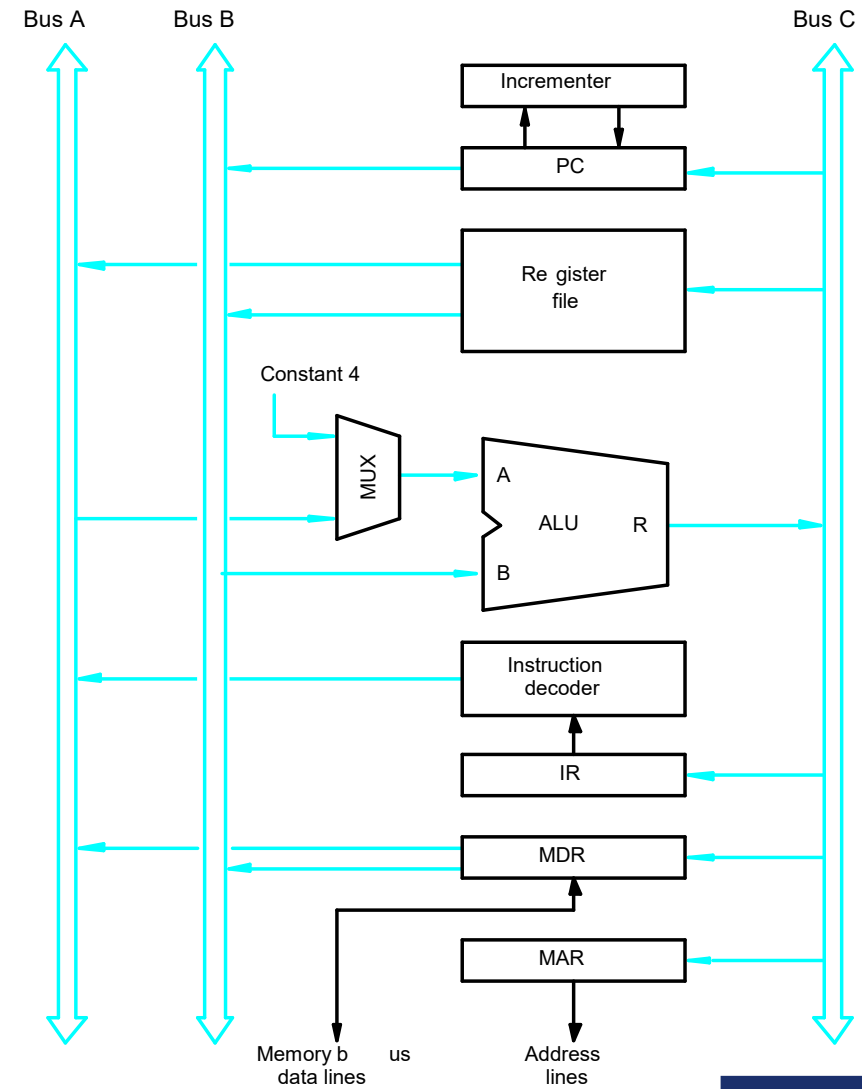 Bus A
Bus B
Bus C
Incrementer
PC
Re gister
file
Constant 4
MUX
A
ALU
R
B
Instruction
decoder
IR
MDR
MAR
Memory b us
data lines
Address
lines